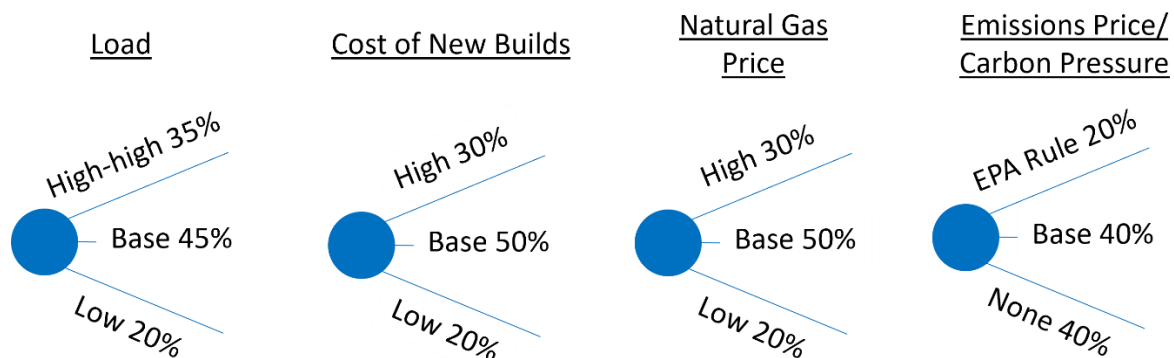 Load
High-high 35%
Base 45%
Low 20%
Cost of New Builds
High 30%
Base 50%
Low 20%
Natural Gas
Price
High 30%
Base 50%
Low 20%
Emissions Price/
Carbon Pressure
EPA Rule 20%
Base 40%
None 40%